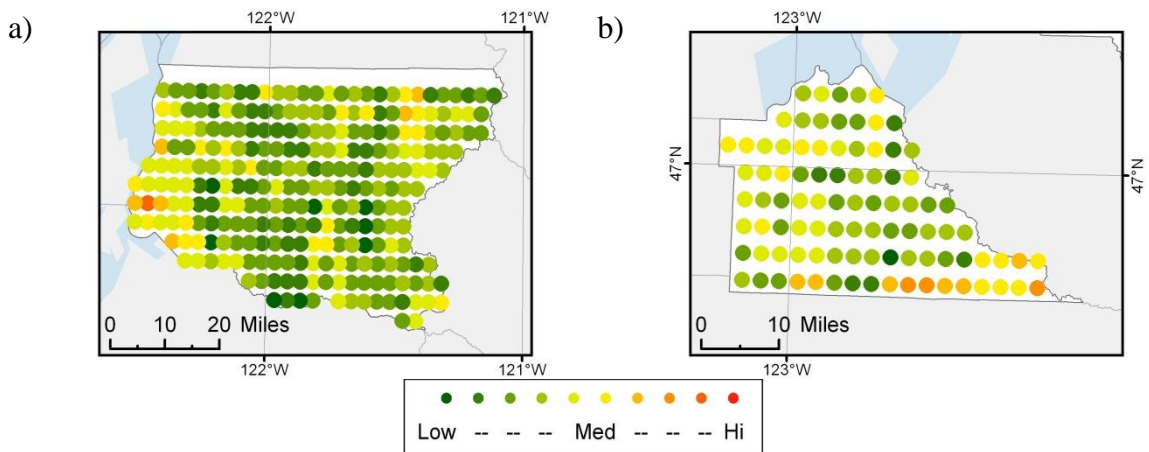 a)
122°W
121°W
0 10 20 Miles
122°W
121°W
b)
123°W
47°N
47°N
0 10 Miles
123°W
Low -- -- -- Med -- -- -- Hi